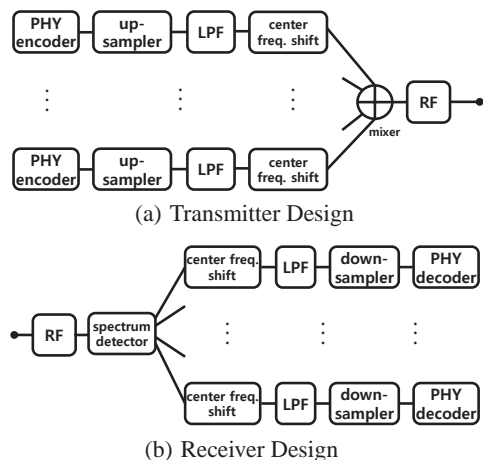 PHY encoder
up-sampler
LPF
center freq. shift
mixer
RF
PHY encoder
up-sampler
LPF
center freq. shift
(a) Transmitter Design
RF
spectrum detector
center freq. shift
LPF
down-sampler
PHY decoder
center freq. shift
LPF
down-sampler
PHY decoder
(b) Receiver Design